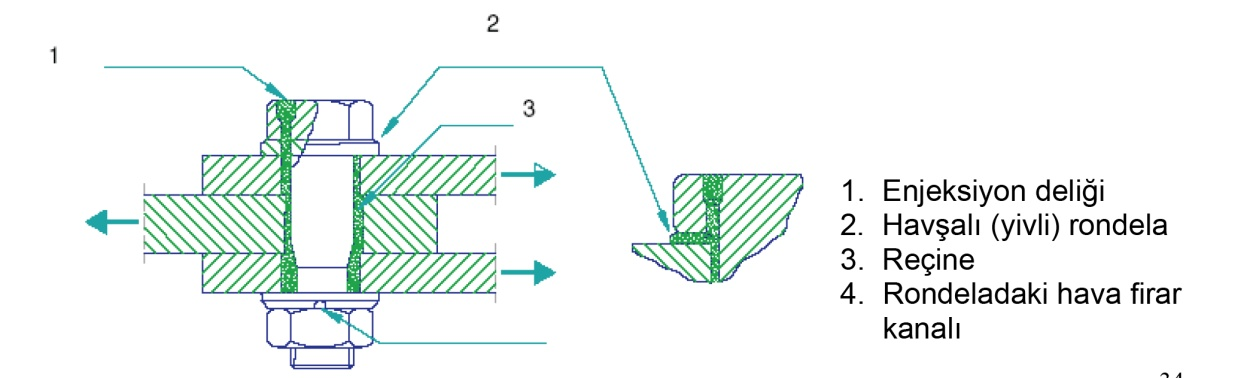 2
1
3
1. Enjeksiyon deliği
2. Havşalı (yivli) rondela
3. Reçine
4. Rondeladaki hava firar
kanalı